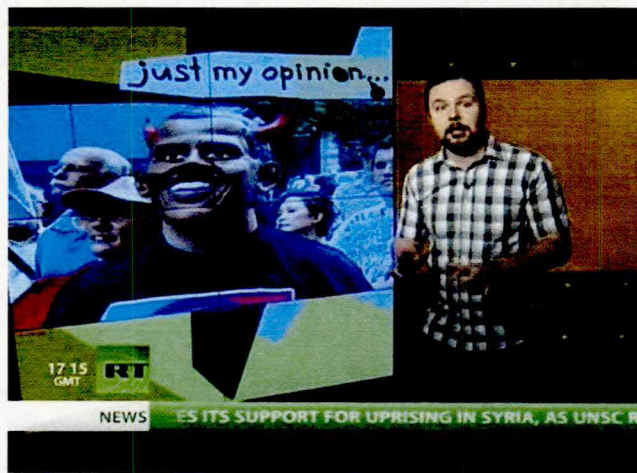 just my opinion...
17 15
GMT
RT
NEWS
ES ITS SUPPORT FOR UPRISING IN SYRIA, AS UNSC R